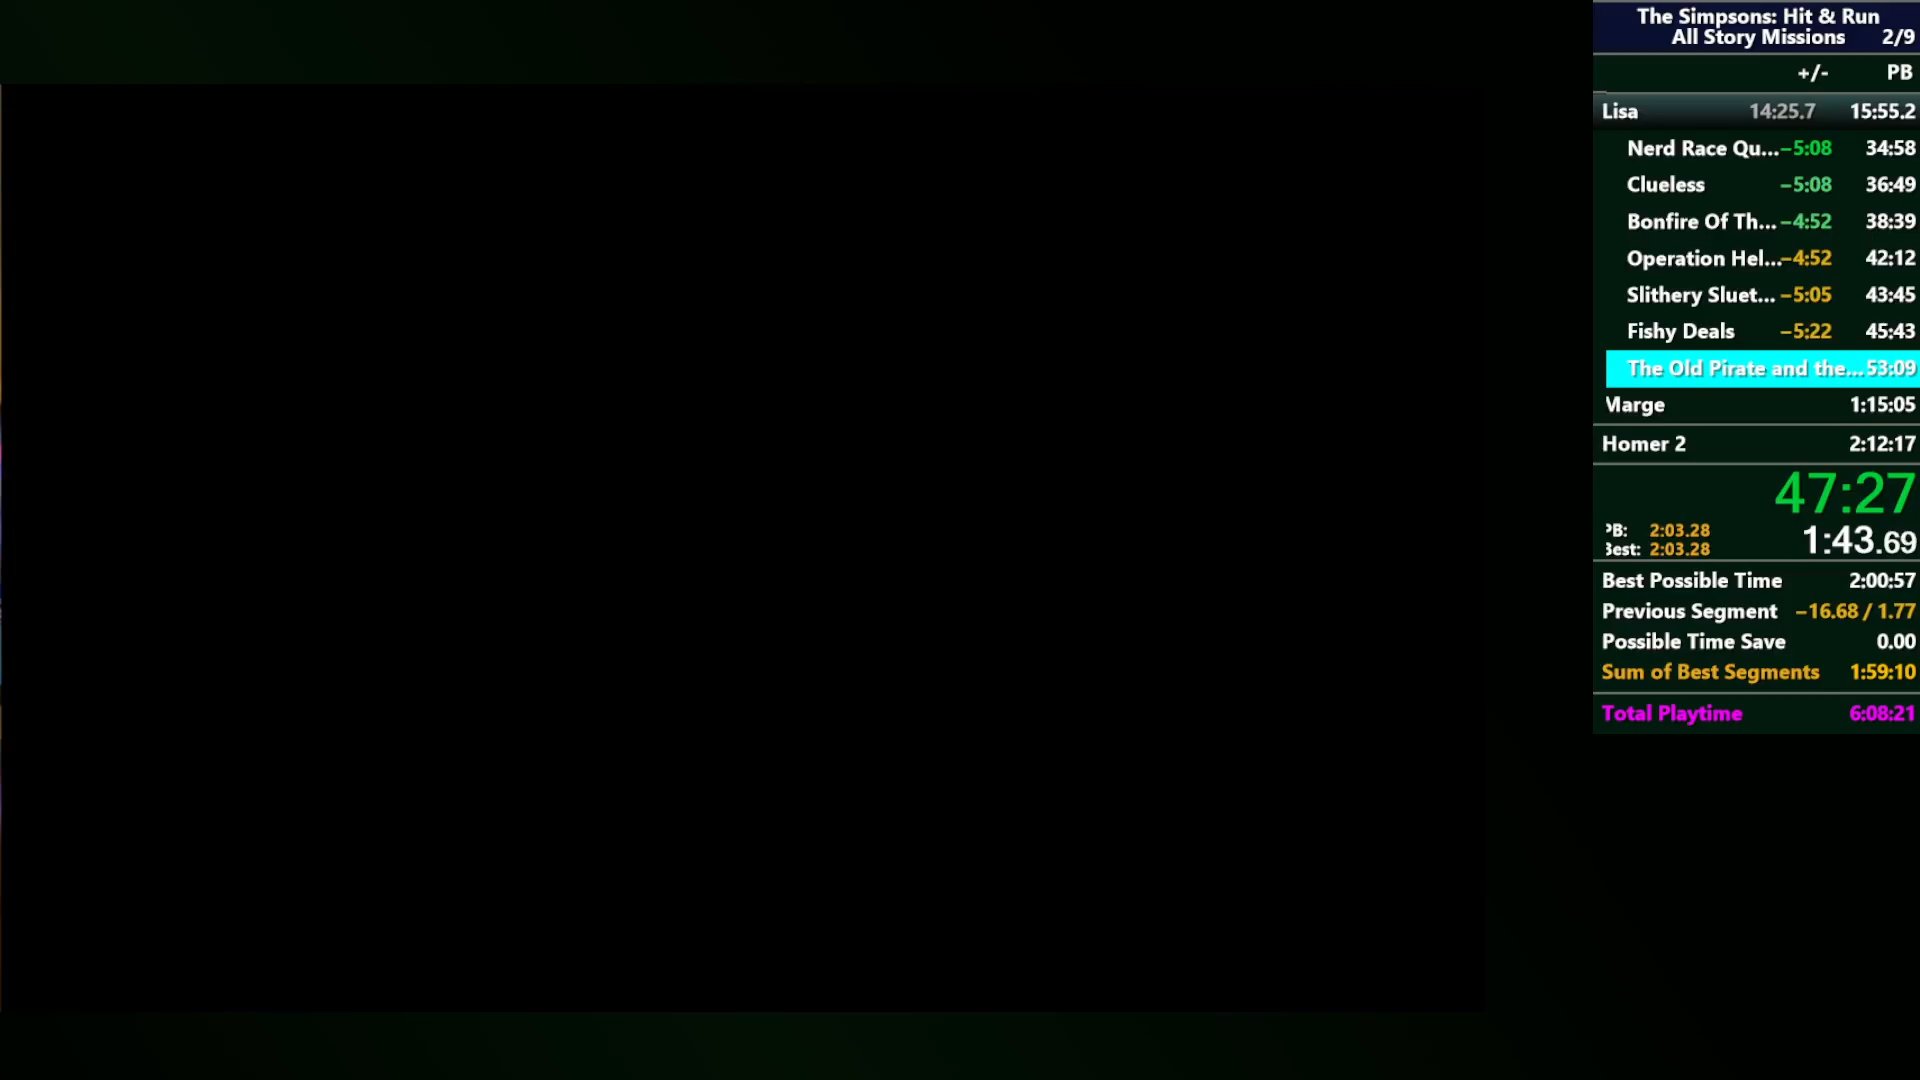 The Simpsons: Hit & Run
All Story Missions 2/9
+/- PB
Lisa 14:25.7 15:55.2
Nerd Race Qu... −5:08 34:58
Clueless −5:08 36:49
Bonfire Of Th... −4:52 38:39
Operation Hel... −4:52 42:12
Slithery Sluet... −5:05 43:45
Fishy Deals −5:22 45:43
The Old Pirate and the... 53:09
Marge 1:15:05
Homer 2 2:12:17
47:27
PB: 2:03.28
Best: 2:03.28
1:43.69
Best Possible Time 2:00:57
Previous Segment −16.68 / 1.77
Possible Time Save 0.00
Sum of Best Segments 1:59:10
Total Playtime 6:08:21